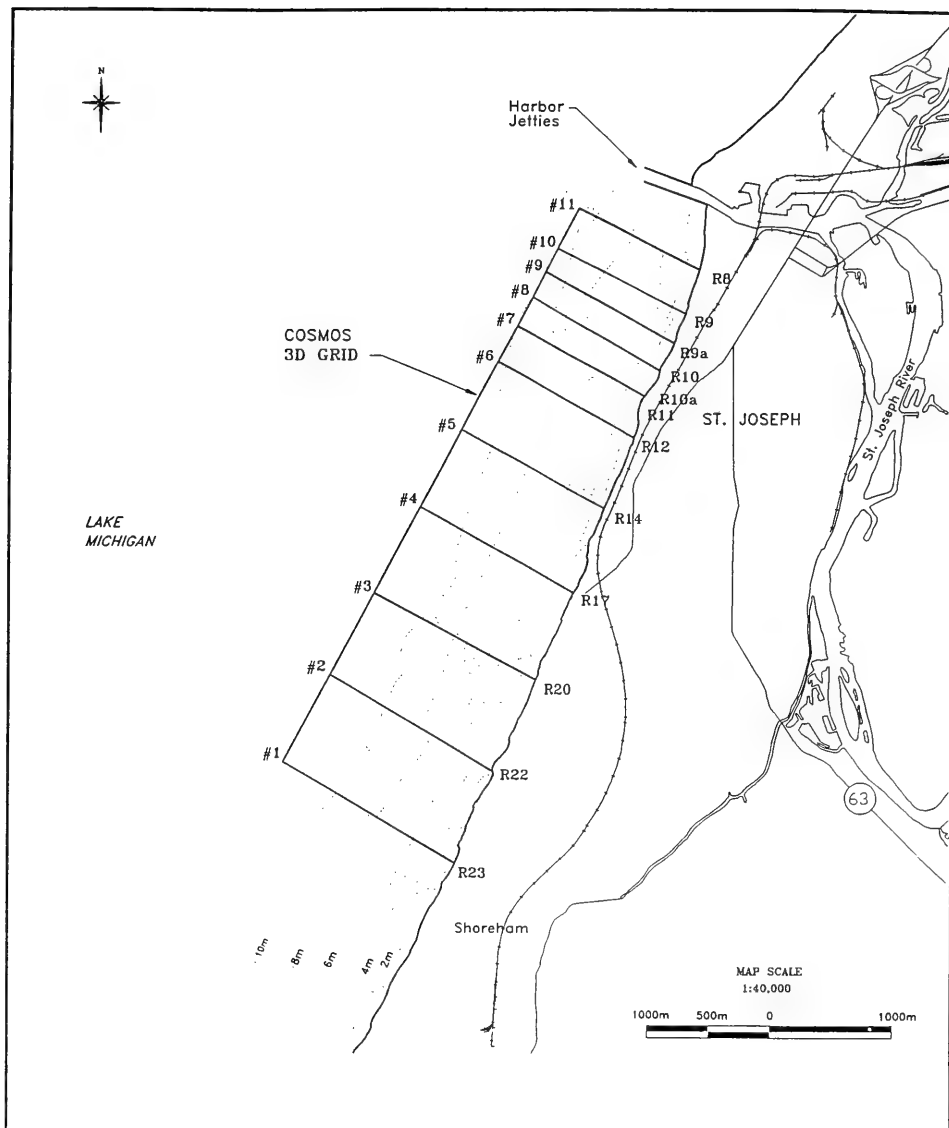 N
Harbor
Jetties
#11
#10
#9
#8
#7
#6
#5
#4
#3
#2
#1
COSMOS
3D GRID
R8
R9
R9a
R10
R10a
R11
R12
R14
R17
R20
R22
R23
ST. JOSEPH
St. Joseph River
LAKE
MICHIGAN
63
Shoreham
10m
8m
6m
4m
2m
MAP SCALE
1:40,000
1000m 500m 0 1000m